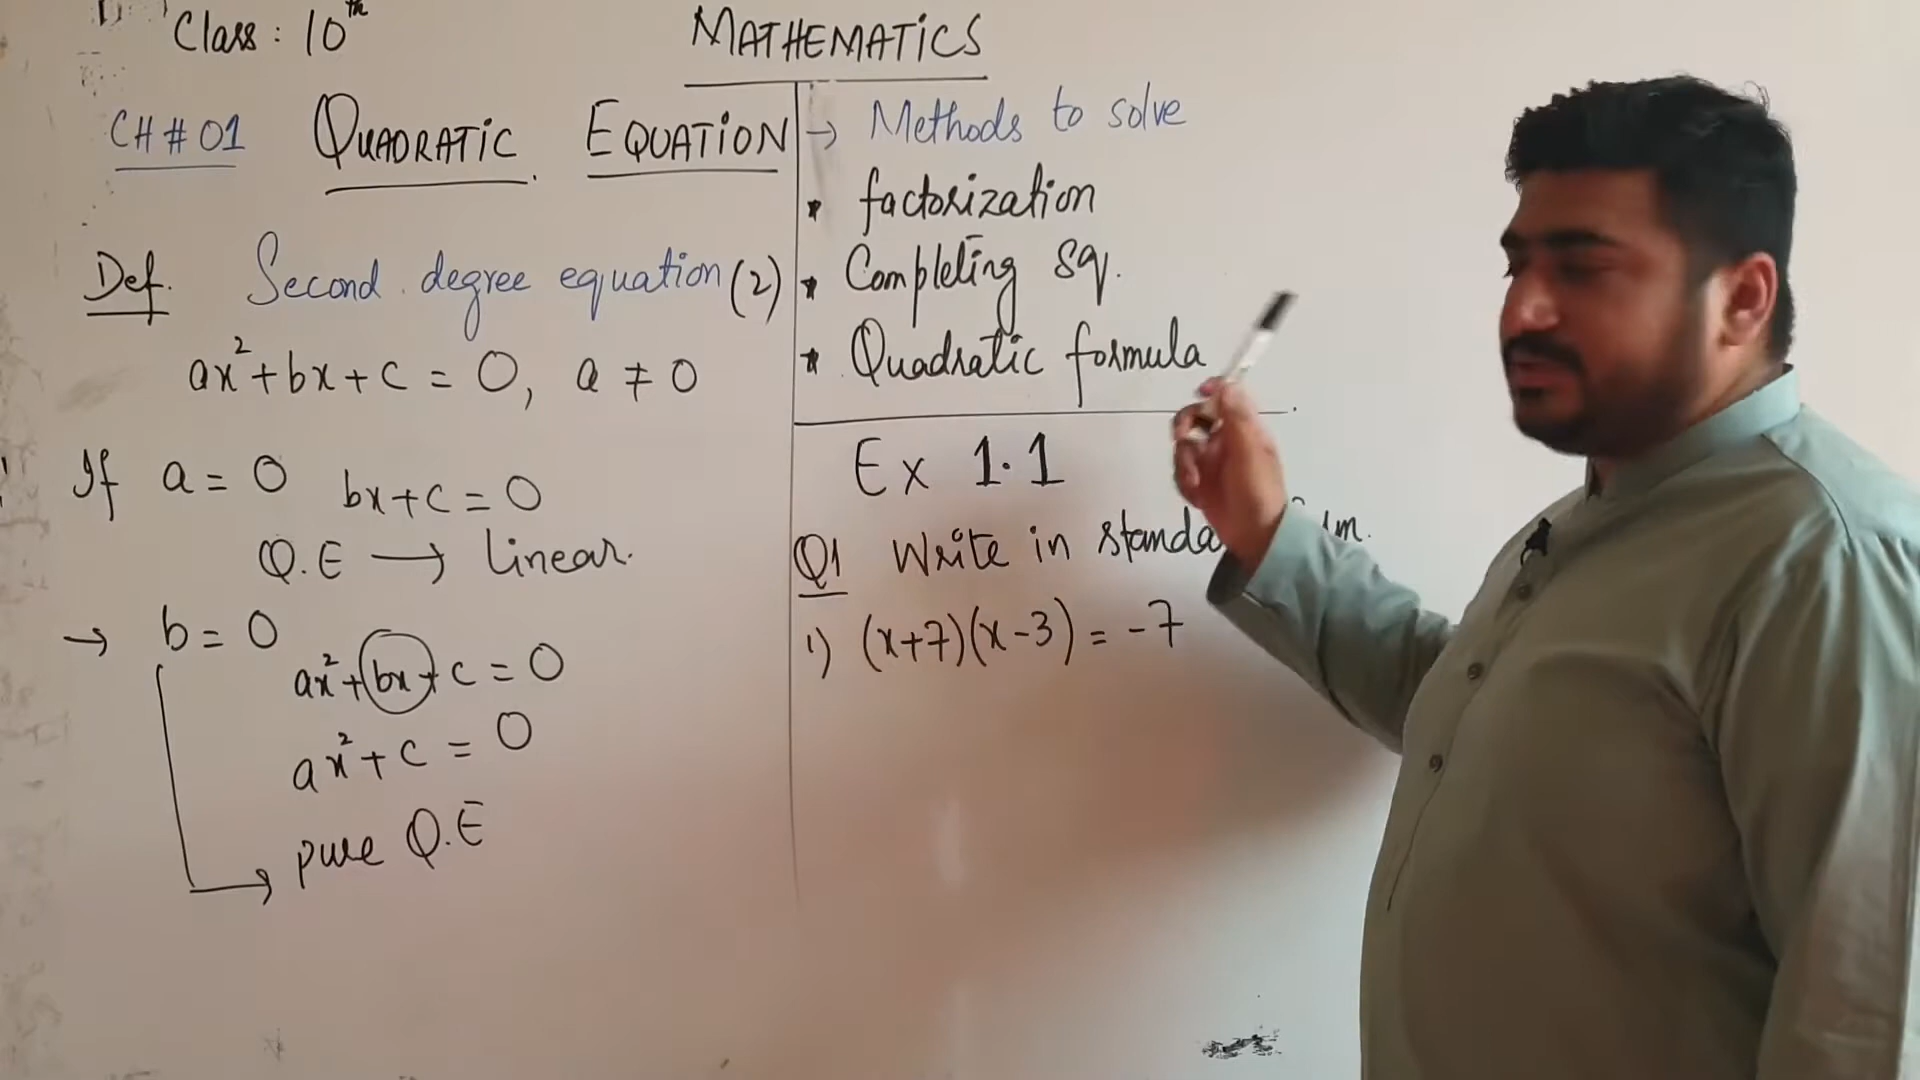 Class: 10th
MATHEMATICS
CH # 01 QUADRATIC EQUATION
Def. Second degree equation (2)
ax²+bx+c = 0, a ≠ 0
If a = 0 bx+c = 0
Q.E → linear.
→ b = 0
ax²+bx+c = 0
ax²+c = 0
pure Q.E
→ Methods to solve
* factorization
* Completing sq.
* Quadratic formula
Ex 1.1
Q1 Write in
1) (x+7)(x-3) = -7